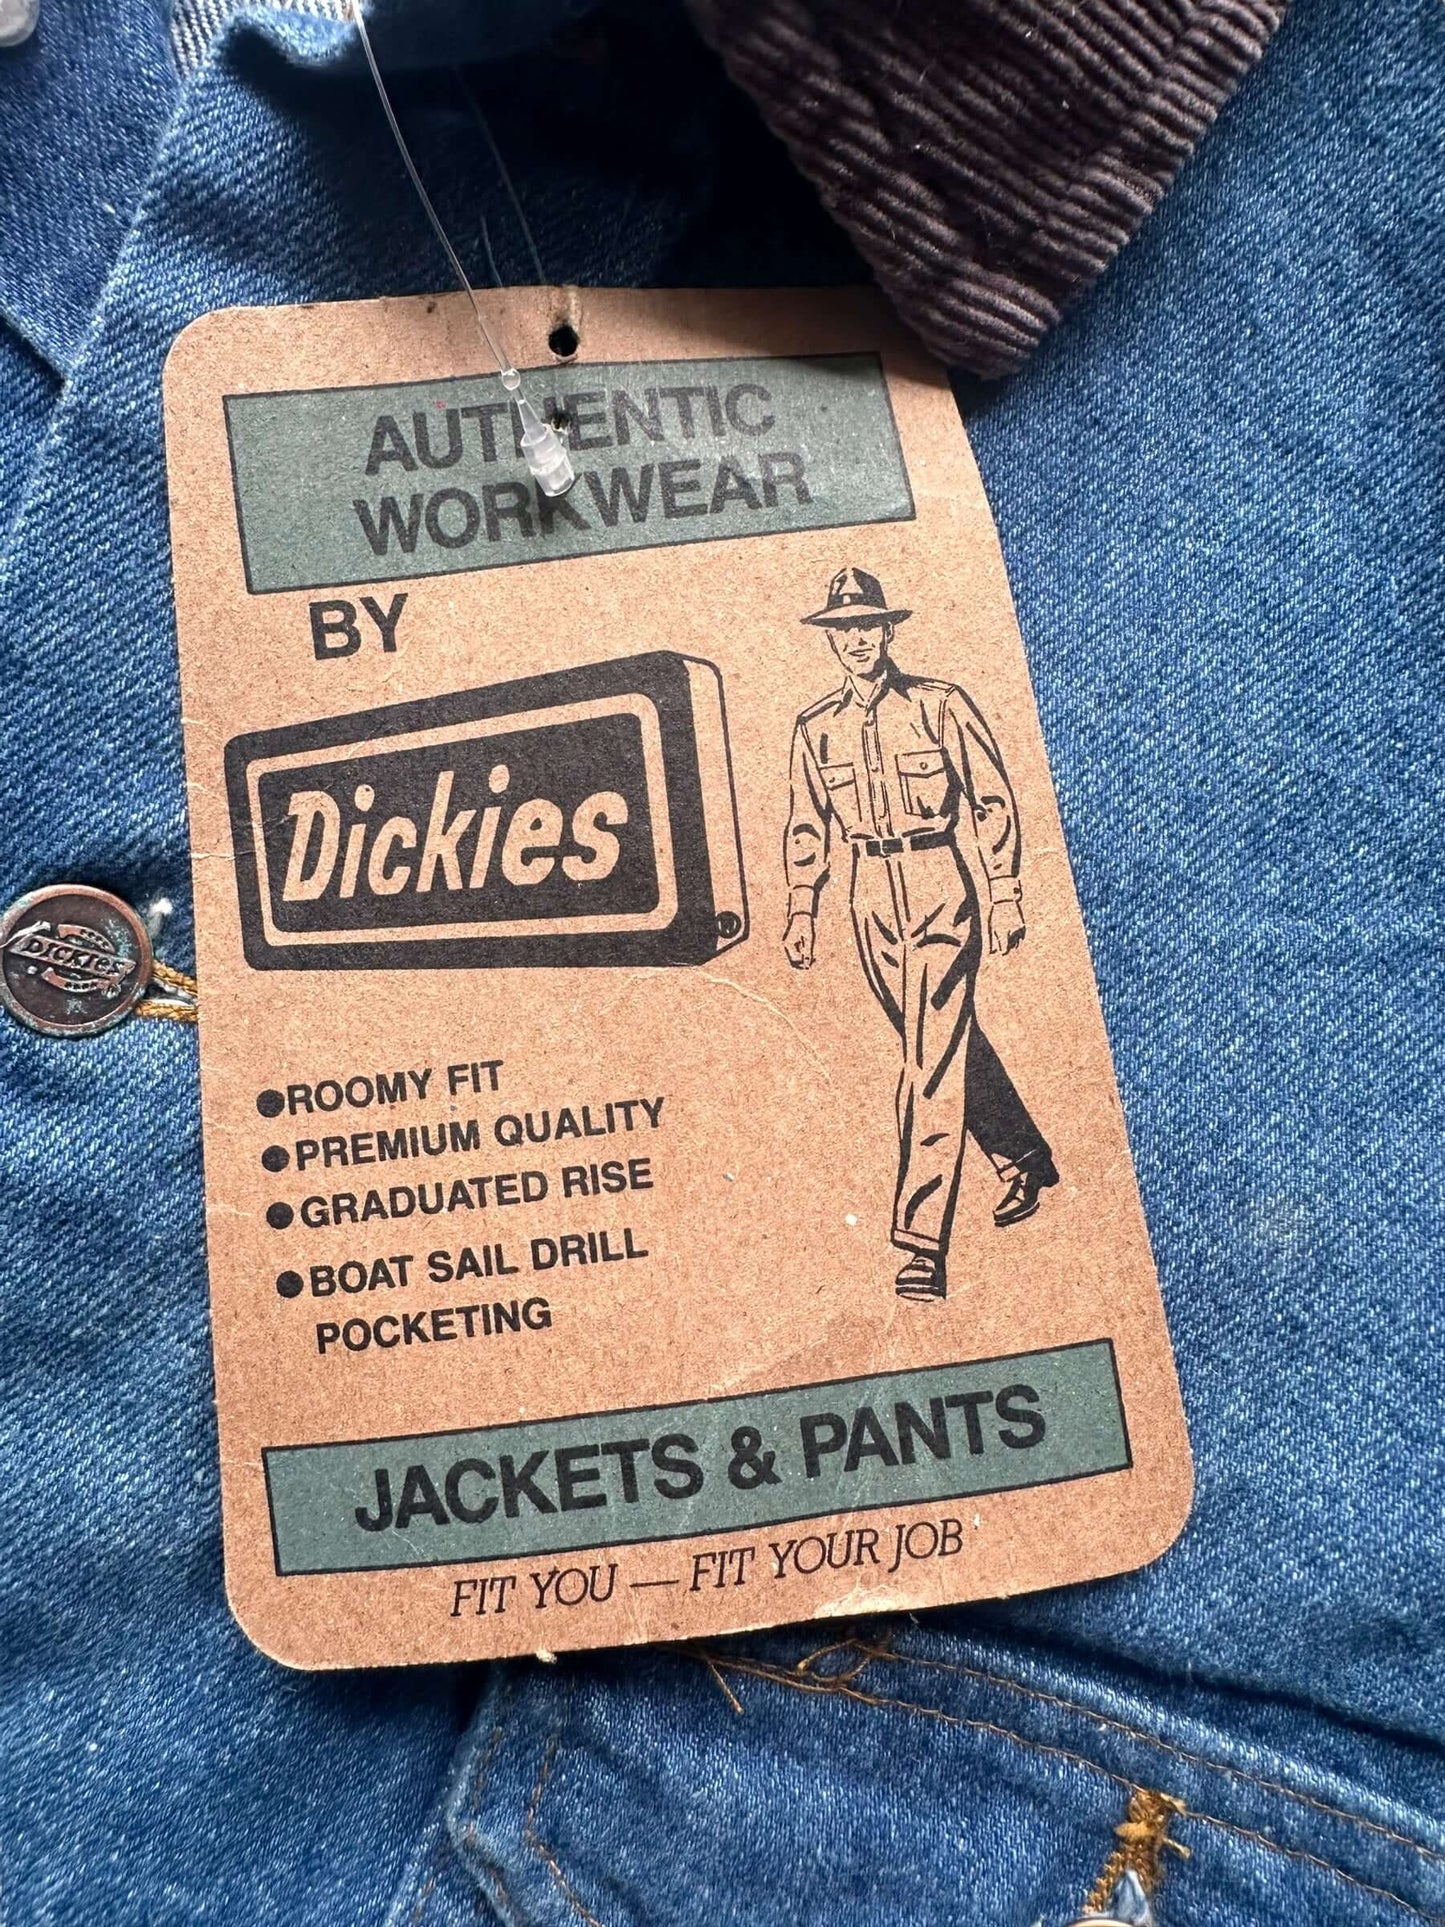 AUTHENTIC
WORKWEAR
BY
Dickies
®
●ROOMY FIT
●PREMIUM QUALITY
●GRADUATED RISE
●BOAT SAIL DRILL
POCKETING
JACKETS & PANTS
FIT YOU — FIT YOUR JOB
DICKIES